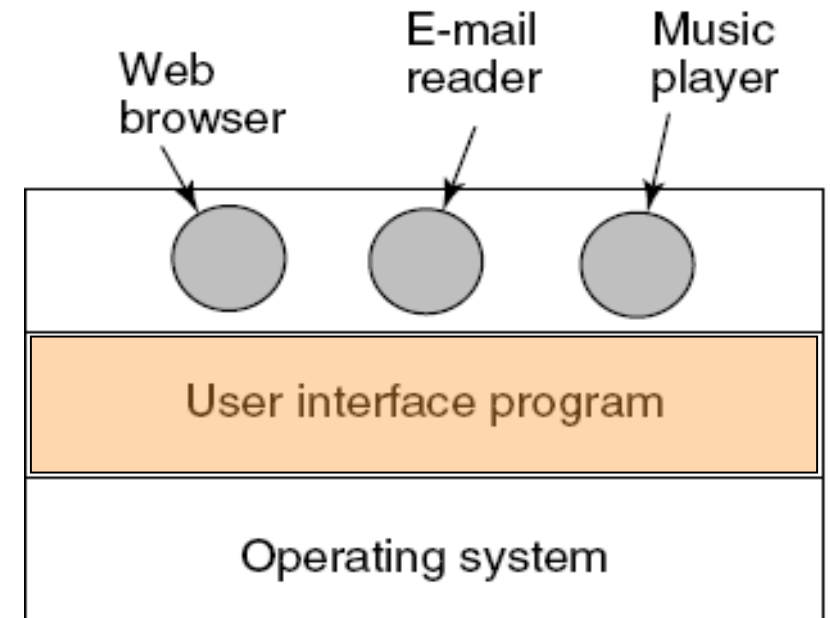 Web
browser
E-mail
reader
Music
player
User interface program
Operating system